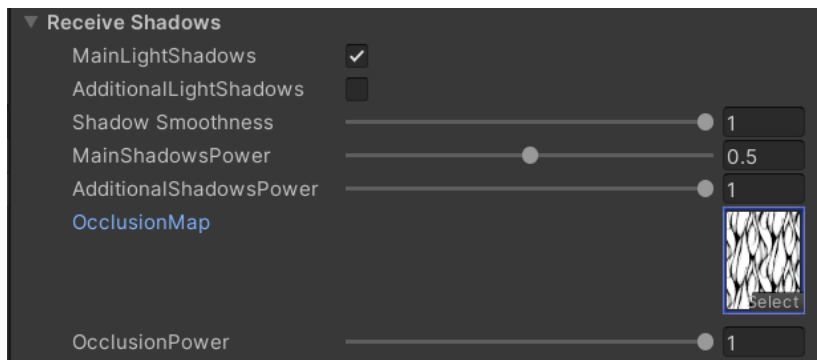 Receive Shadows
MainLightShadows
AdditionalLightShadows
Shadow Smoothness 1
MainShadowsPower 0.5
AdditionalShadowsPower 1
OcclusionMap
Select
OcclusionPower 1